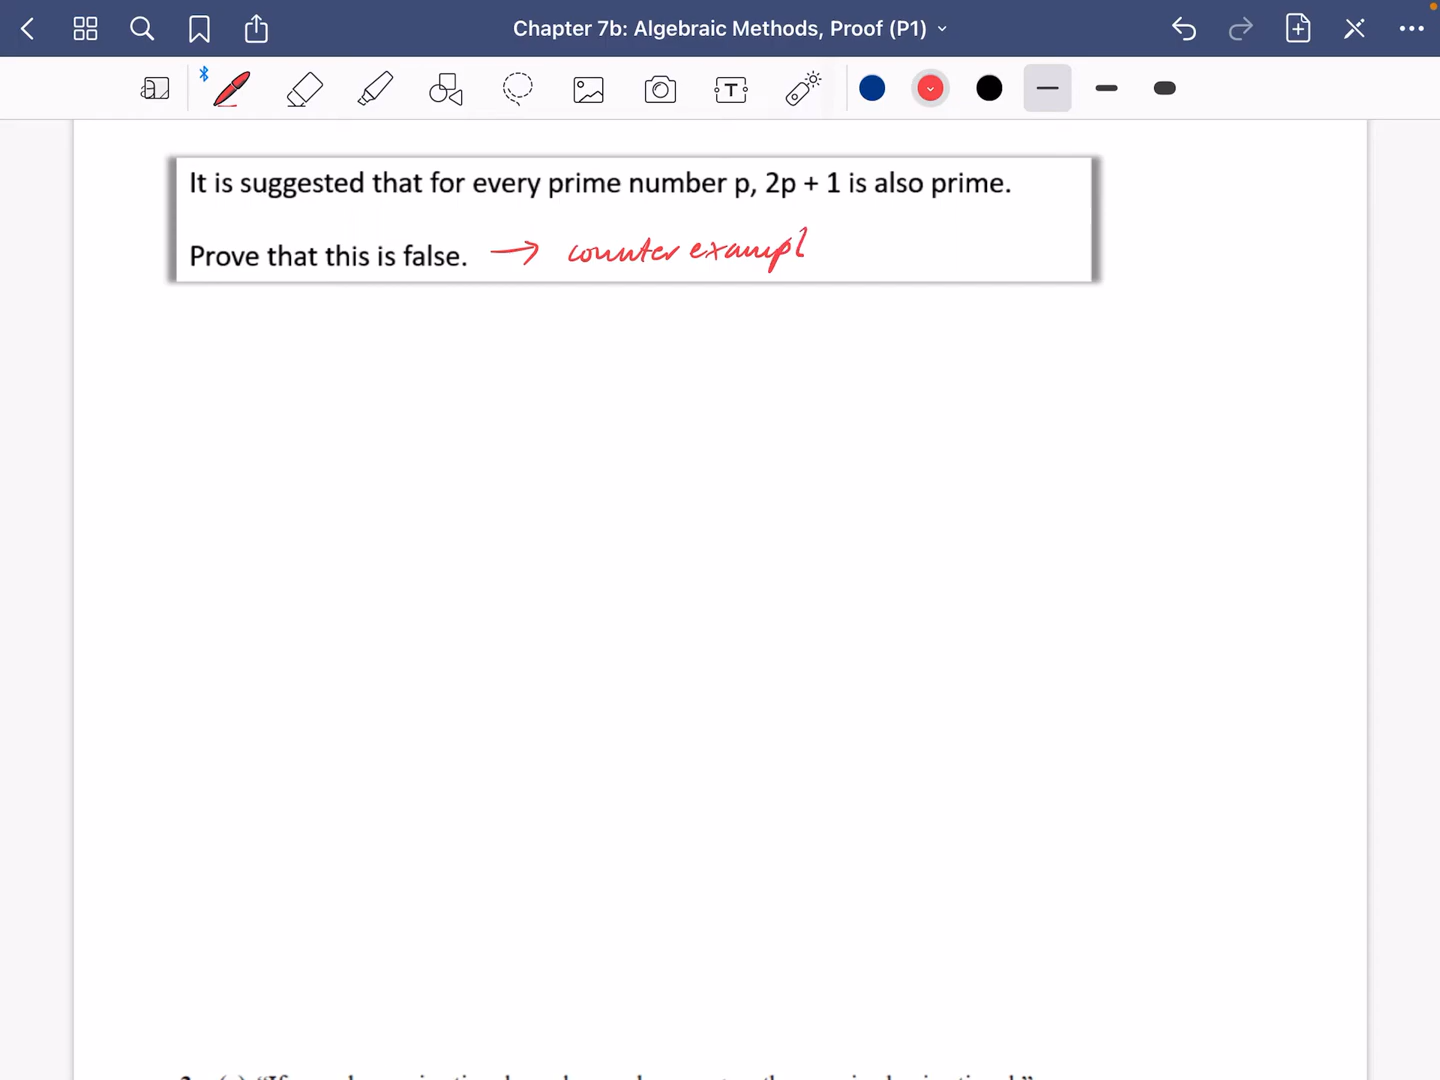 Chapter 7b: Algebraic Methods, Proof (P1)
T
It is suggested that for every prime number p, 2p + 1 is also prime.
Prove that this is false. → counter exampl